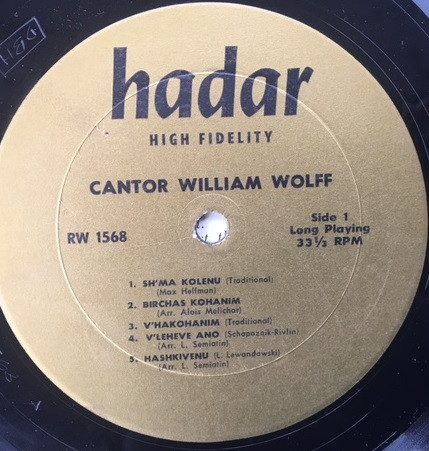 hadar
HIGH FIDELITY
CANTOR WILLIAM WOLFF
RW 1568
Side 1
Long Playing
33⅓ RPM
1. SH'MA KOLENU (Traditional)
(Max Helfman)
2. BIRCHAS KOHANIM
(Arr. Alois Molichar)
3. V'HAKOHANIM (Traditional)
4. V'LEHEVE ANO (Schapoznik-Rivlin)
(Arr. L. Semiatin)
5. HASHKIVENU (L. Lewandowski)
(Arr. L. Semiatin)